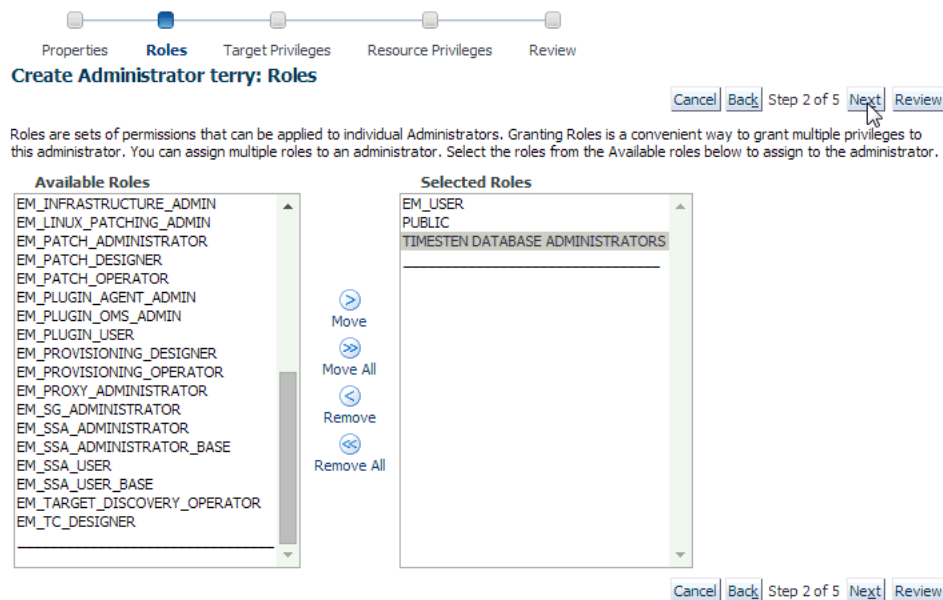 Properties Roles Target Privileges Resource Privileges Review
Create Administrator terry: Roles
Cancel Back Step 2 of 5 Next Review
Roles are sets of permissions that can be applied to individual Administrators. Granting Roles is a convenient way to grant multiple privileges to
this administrator. You can assign multiple roles to an administrator. Select the roles from the Available roles below to assign to the administrator.
Available Roles
EM_INFRASTRUCTURE_ADMIN
EM_LINUX_PATCHING_ADMIN
EM_PATCH_ADMINISTRATOR
EM_PATCH_DESIGNER
EM_PATCH_OPERATOR
EM_PLUGIN_AGENT_ADMIN
EM_PLUGIN_OMS_ADMIN
EM_PLUGIN_USER
EM_PROVISIONING_DESIGNER
EM_PROVISIONING_OPERATOR
EM_PROXY_ADMINISTRATOR
EM_SG_ADMINISTRATOR
EM_SSA_ADMINISTRATOR
EM_SSA_ADMINISTRATOR_BASE
EM_SSA_USER
EM_SSA_USER_BASE
EM_TARGET_DISCOVERY_OPERATOR
EM_TC_DESIGNER
Move
Move All
Remove
Remove All
Selected Roles
EM_USER
PUBLIC
TIMESTEN DATABASE ADMINISTRATORS
Cancel Back Step 2 of 5 Next Review